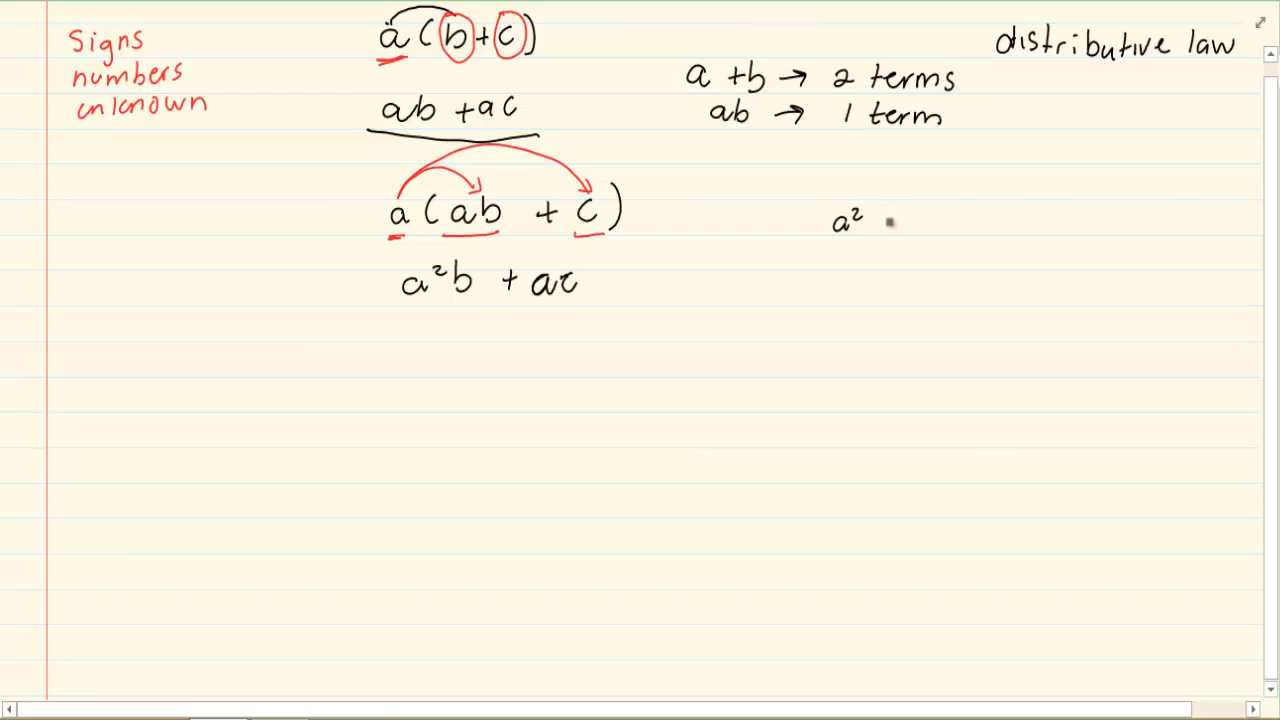 Signs
numbers
unknown
a(b+c)
ab +ac
a(ab + c)
a²b + ac
distributive law
a +b → 2 terms
ab → 1 term
a²